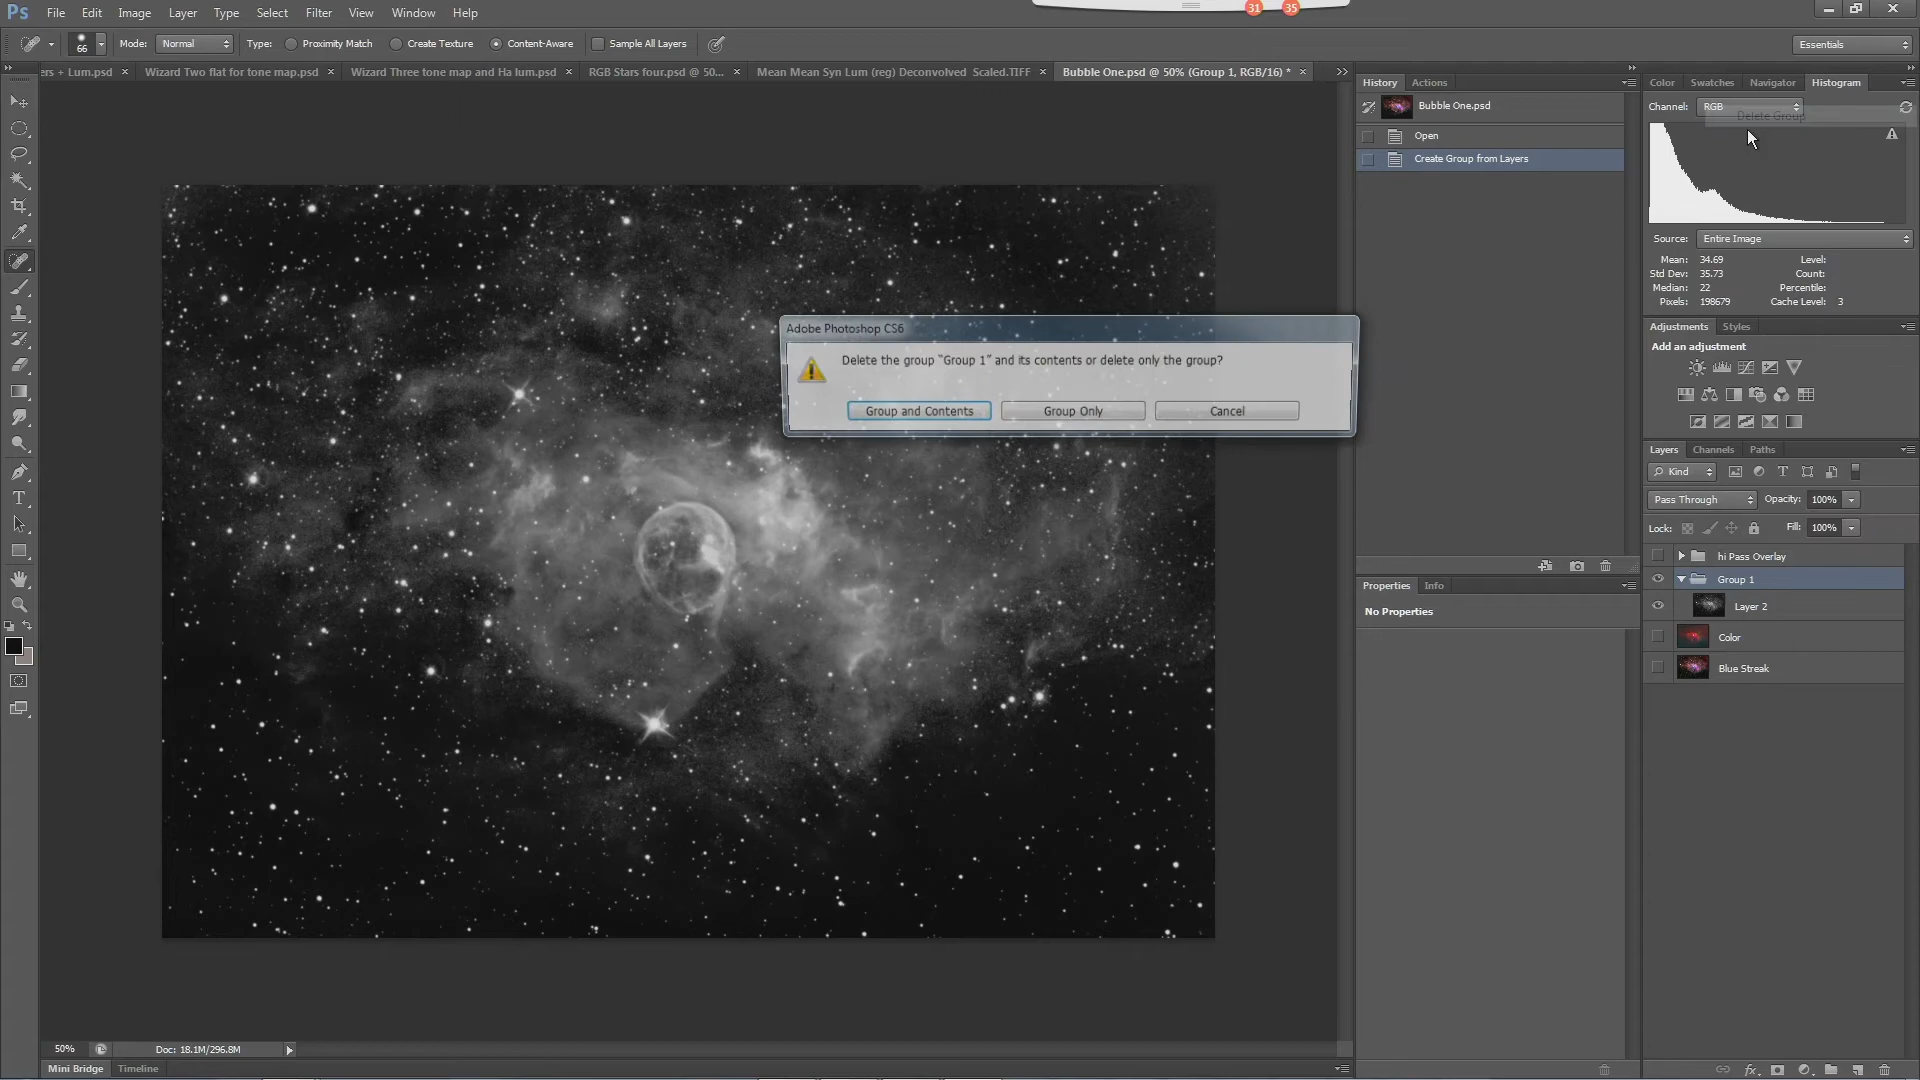 Ps File Edit Image Layer Type Select Filter View Window Help
31 35
66 Mode: Normal Type: Proximity Match Create Texture Content-Aware Sample All Layers
Essentials
ers + Lum.psd × Wizard Two flat for tone map.psd × Wizard Three tone map and Ha lum.psd × RGB Stars four.psd @ 50... × Mean Mean Syn Lum (reg) Deconvolved Scaled.TIFF × Bubble One.psd @ 50% (Group 1, RGB/16) * ×
History Actions
Bubble One.psd
Open
Create Group from Layers
Color Swatches Navigator Histogram
Channel: RGB
Delete Group
Source: Entire Image
Mean: 34.69 Level:
Std Dev: 35.73 Count:
Median: 22 Percentile:
Pixels: 198679 Cache Level: 3
Adjustments Styles
Add an adjustment
Adobe Photoshop CS6
Delete the group “Group 1” and its contents or delete only the group?
Group and Contents Group Only Cancel
Layers Channels Paths
Kind
Pass Through Opacity: 100%
Lock: Fill: 100%
hi Pass Overlay
Group 1
Layer 2
Color
Blue Streak
Properties Info
No Properties
50% Doc: 18.1M/296.8M
Mini Bridge Timeline